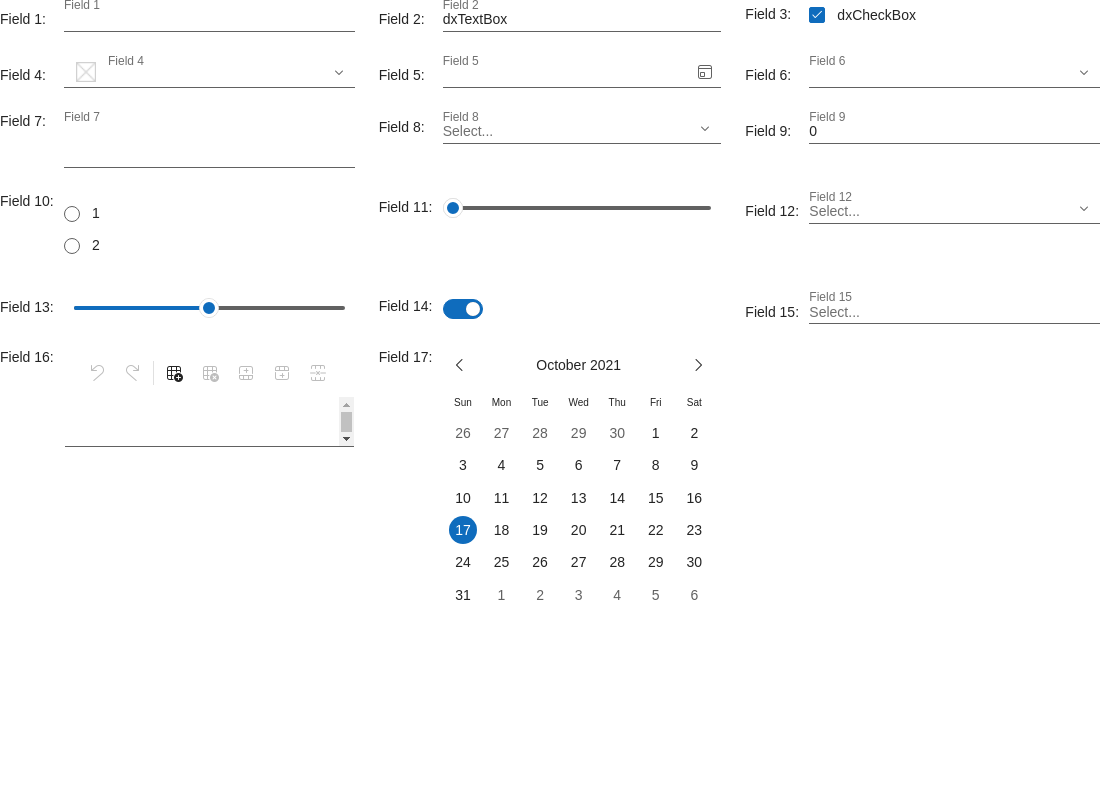 Field 1: Field 1
Field 2: Field 2
dxTextBox
Field 3: dxCheckBox
Field 4: Field 4
Field 5: Field 5
Field 6: Field 6
Field 7: Field 7
Field 8: Field 8
Select...
Field 9: Field 9
0
Field 10:
1
2
Field 11:
Field 12: Field 12
Select...
Field 13:
Field 14:
Field 15: Field 15
Select...
Field 16:
Field 17:
October 2021
Sun Mon Tue Wed Thu Fri Sat
26 27 28 29 30 1 2
3 4 5 6 7 8 9
10 11 12 13 14 15 16
17 18 19 20 21 22 23
24 25 26 27 28 29 30
31 1 2 3 4 5 6